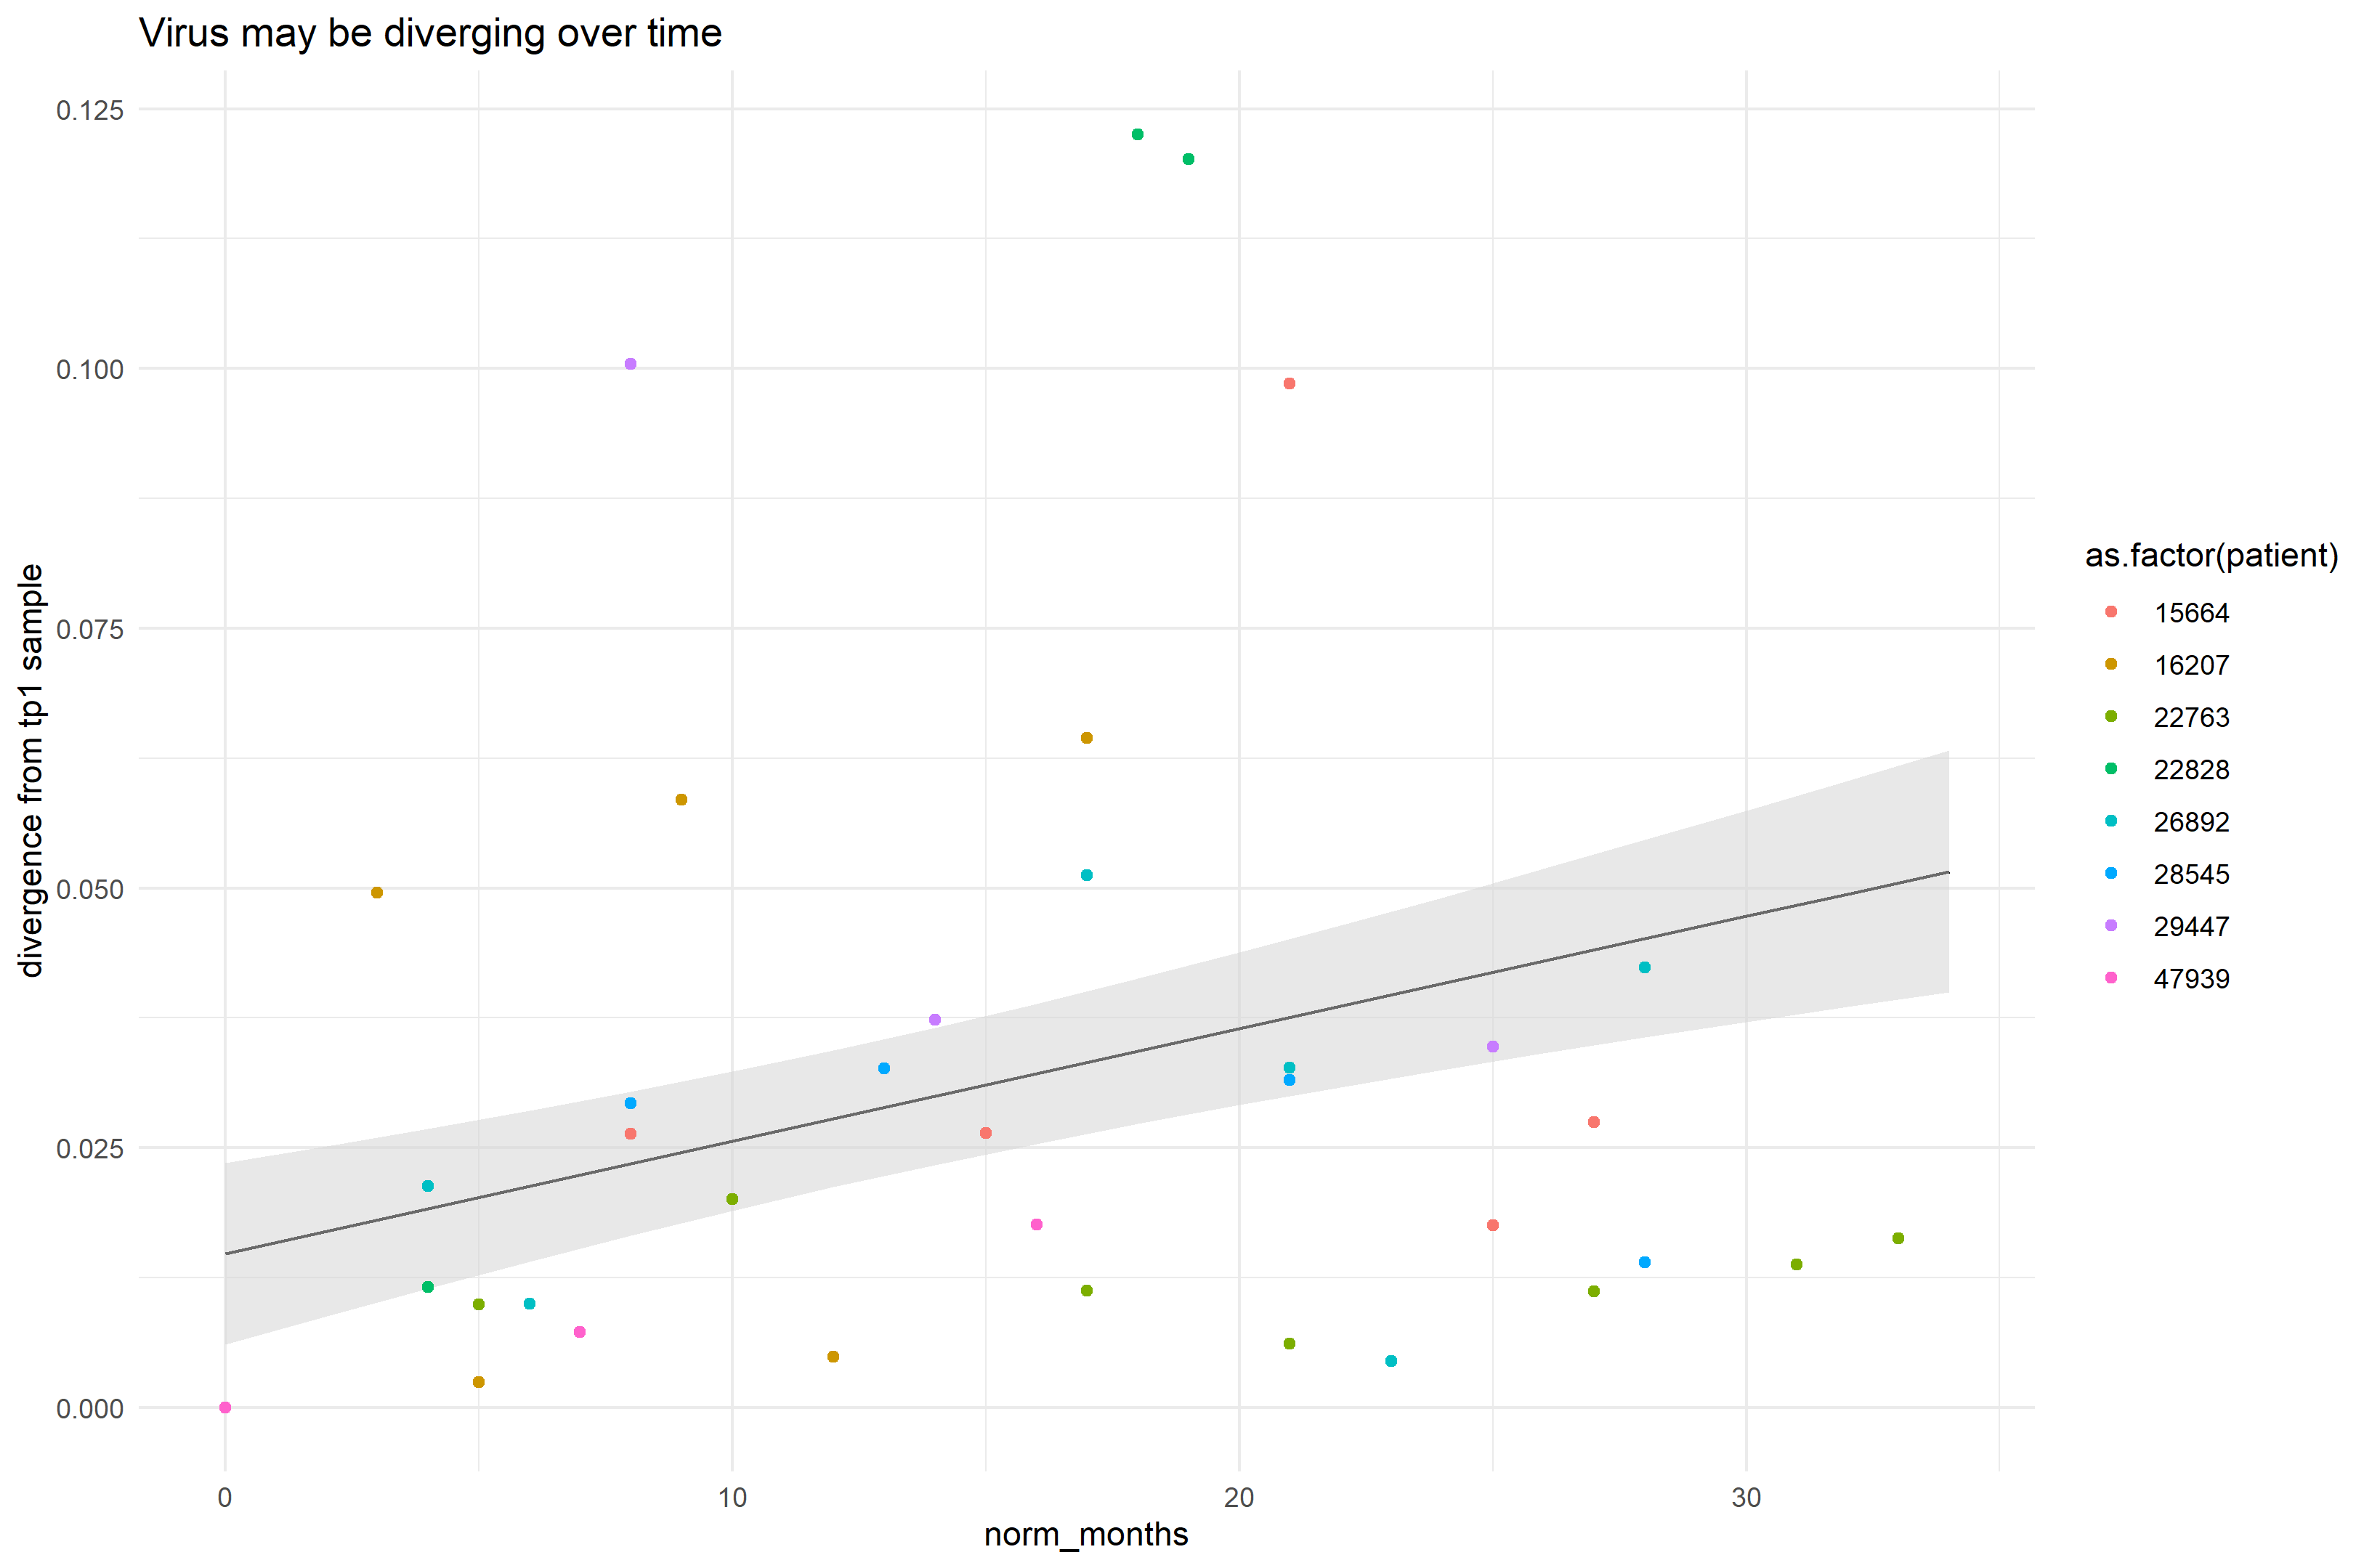 Virus may be diverging over time
0.125
0.100
0.075
0.050
0.025
0.000
divergence from tp1 sample
0 10 20 30
norm_months
as.factor(patient)
15664
16207
22763
22828
26892
28545
29447
47939